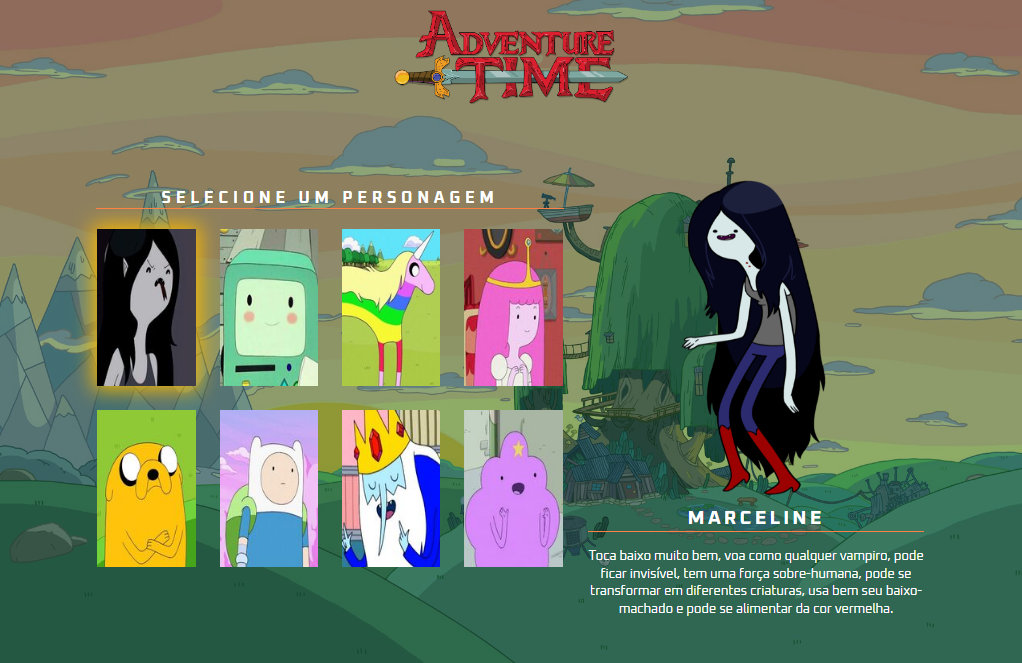 ADVENTURE
TIME
SELECIONE UM PERSONAGEM
MARCELINE
Toca baixo muito bem, voa como qualquer vampiro, pode
ficar invisível, tem uma força sobre-humana, pode se
transformar em diferentes criaturas, usa bem seu baixo-
machado e pode se alimentar da cor vermelha.